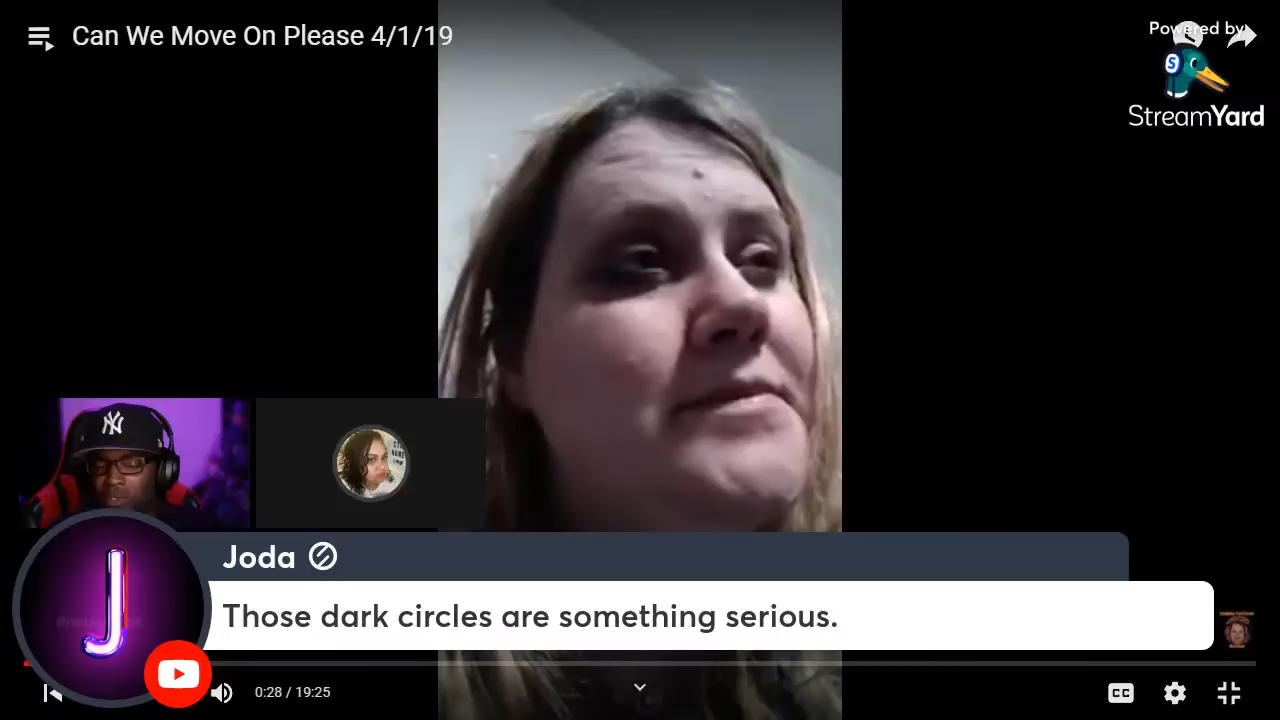 Can We Move On Please 4/1/19
Powered by
S
StreamYard
NY
Joda
Those dark circles are something serious.
J
0:28 / 19:25
CC